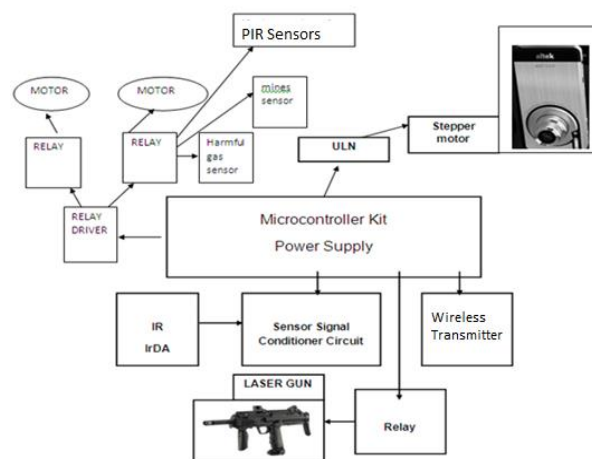 PIR Sensors
MOTOR
MOTOR
mines
sensor
RELAY
RELAY
Harmful
gas
sensor
ULN
Stepper
motor
RELAY
DRIVER
Microcontroller Kit
Power Supply
IR
IrDA
Sensor Signal
Conditioner Circuit
Wireless
Transmitter
LASER GUN
Relay